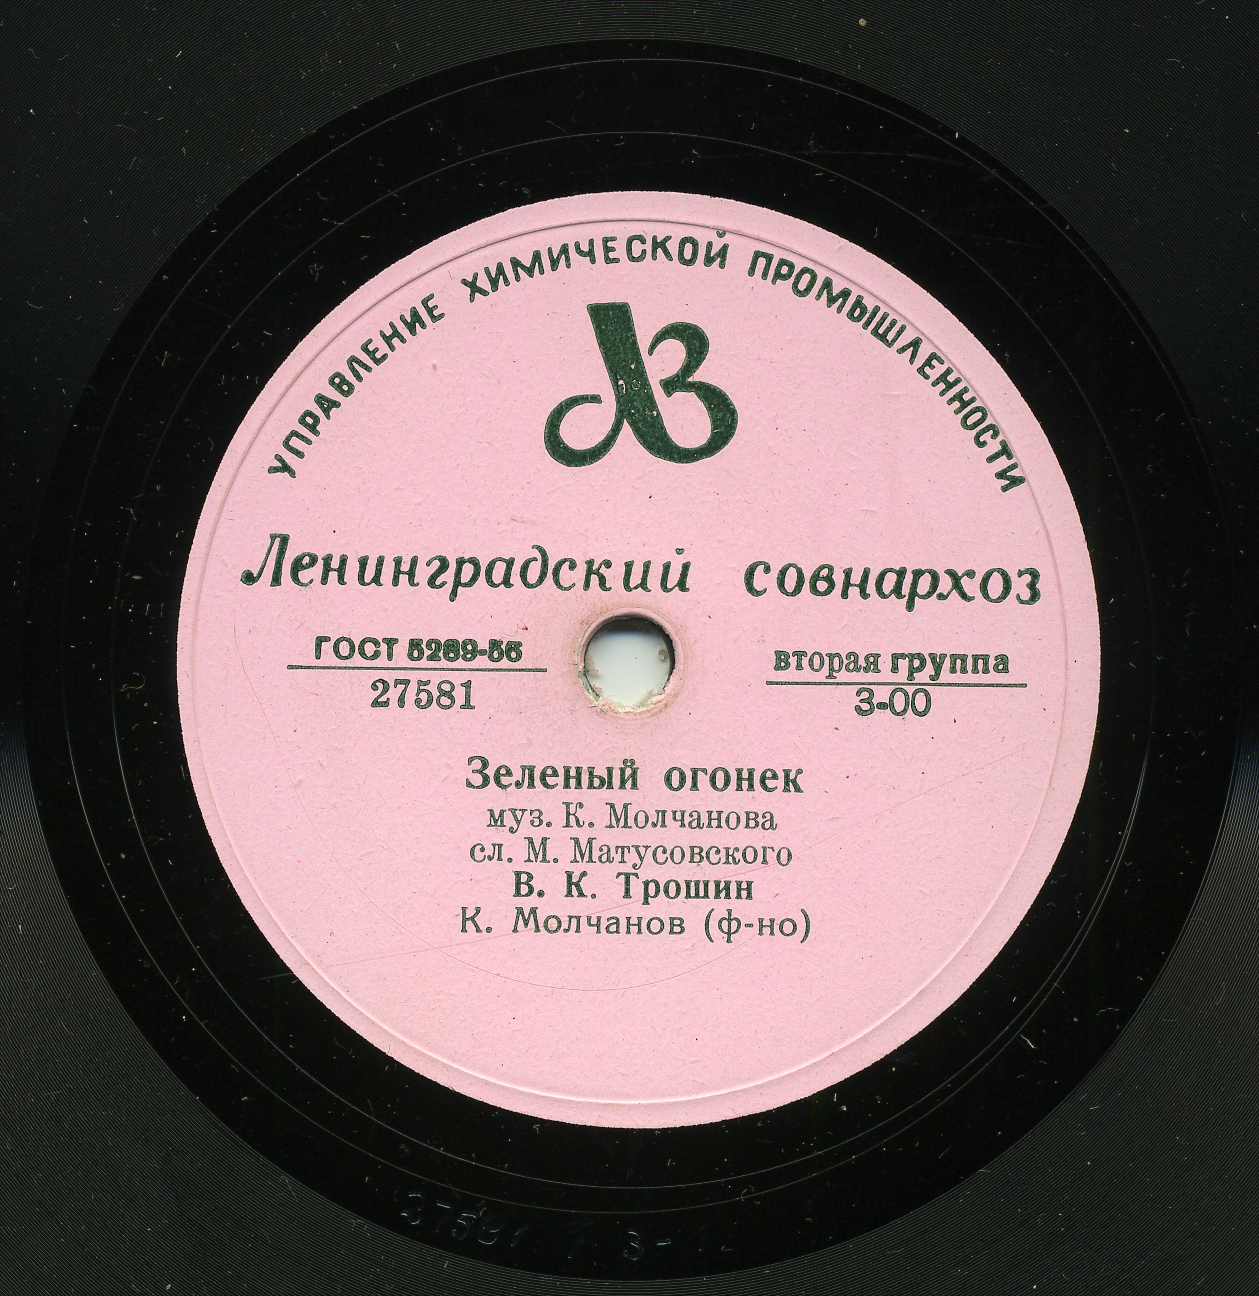 УПРАВЛЕНИЕ ХИМИЧЕСКОЙ ПРОМЫШЛЕННОСТИ
ЛЗ
Ленинградский совнархоз
ГОСТ 5289-56
27581
вторая группа
3-00
Зеленый огонек
муз. К. Молчанова
сл. М. Матусовского
В. К. Трошин
К. Молчанов (ф-но)